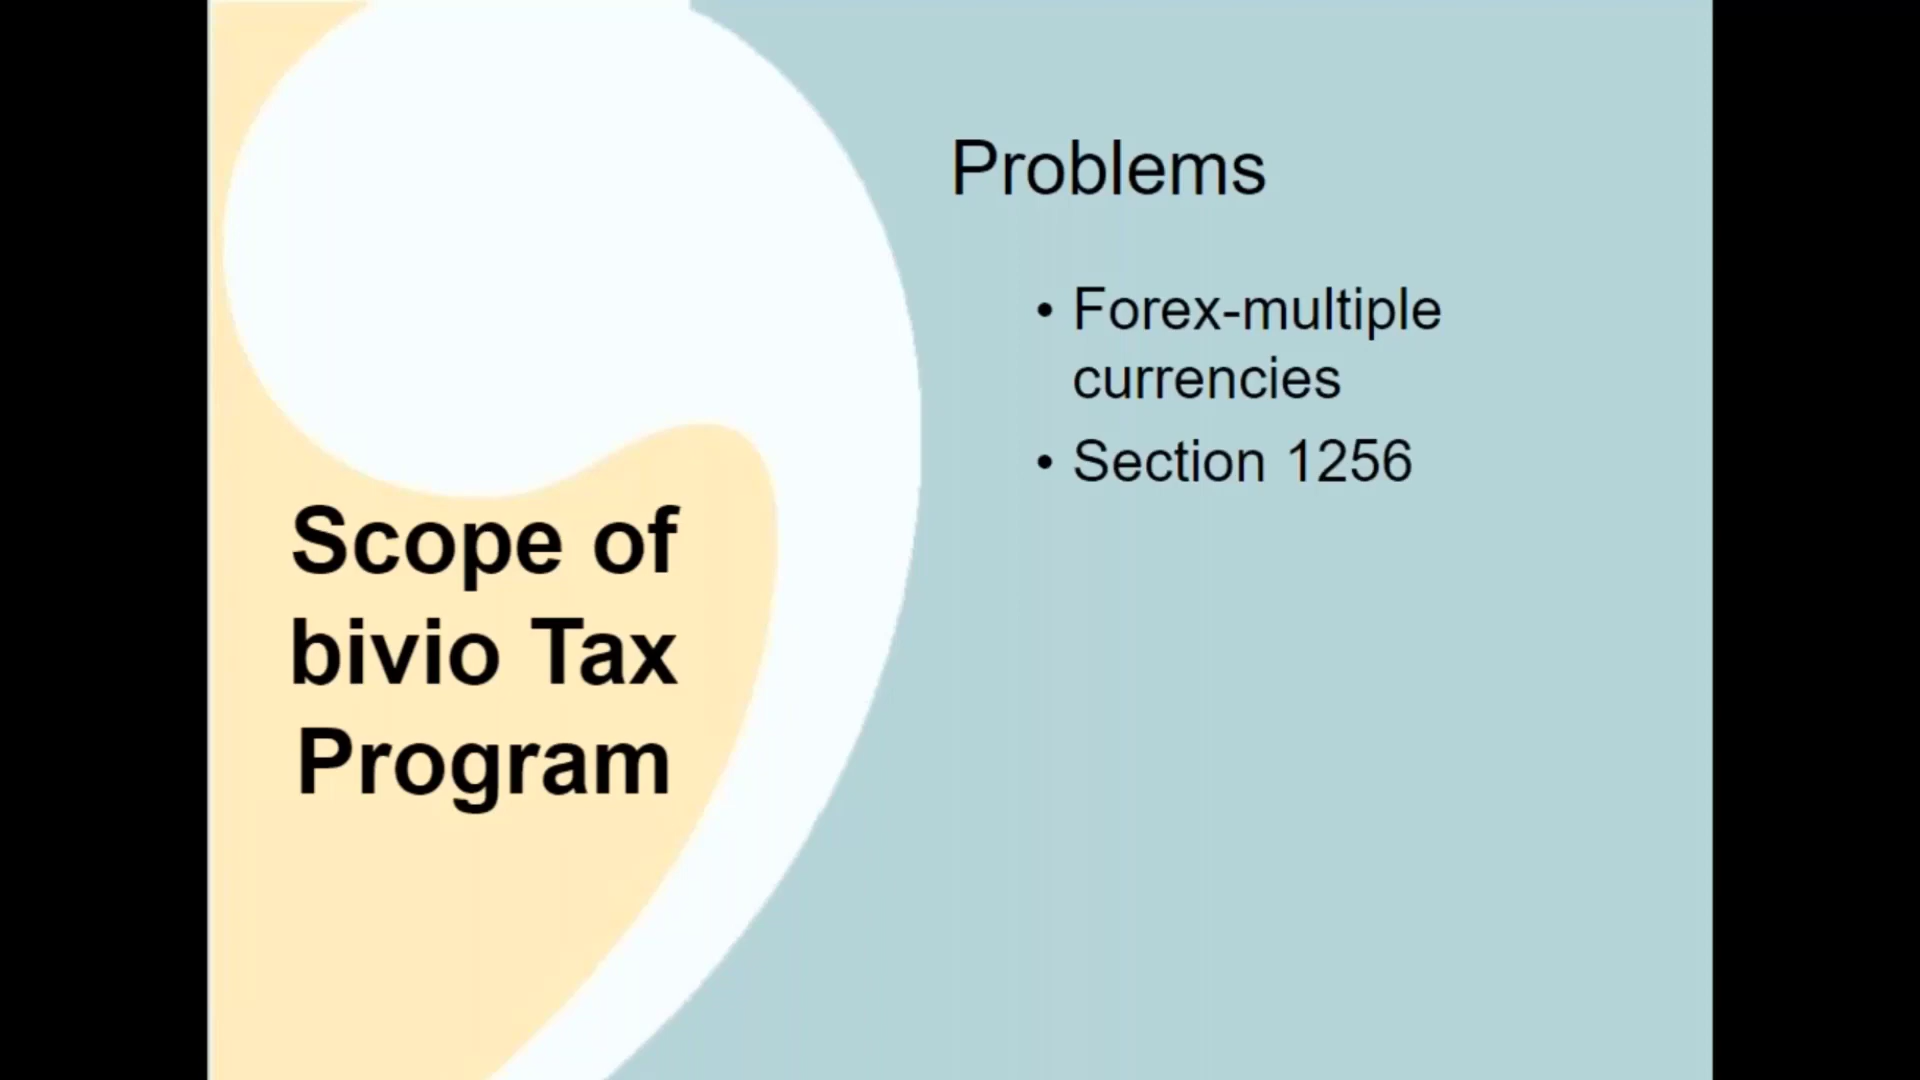 Scope of
bivio Tax
Program
Problems
• Forex-multiple
currencies
• Section 1256